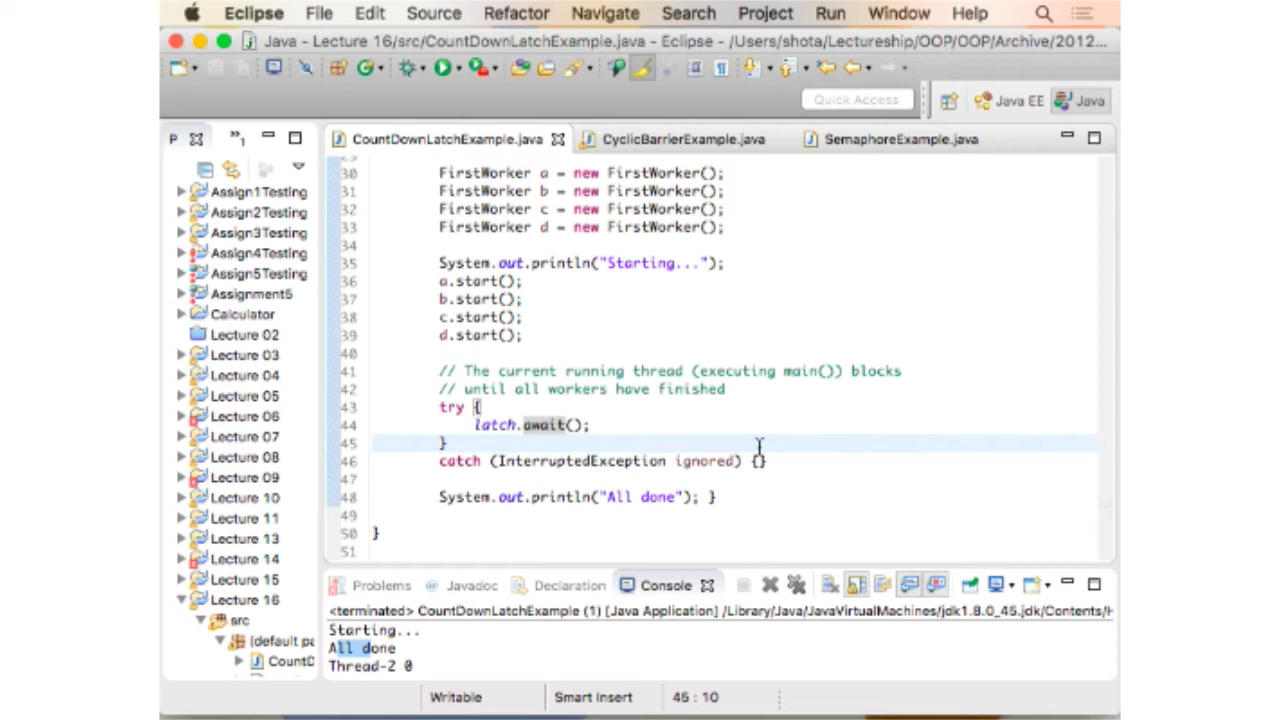 Eclipse File Edit Source Refactor Navigate Search Project Run Window Help
Java - Lecture 16/src/CountDownLatchExample.java - Eclipse - /Users/shota/Lectureship/OOP/OOP/Archive/2012...
Quick Access
Java EE
Java
P
1
CountDownLatchExample.java
CyclicBarrierExample.java
SemaphoreExample.java
Assign1Testing
Assign2Testing
Assign3Testing
Assign4Testing
Assign5Testing
Assignment5
Calculator
Lecture 02
Lecture 03
Lecture 04
Lecture 05
Lecture 06
Lecture 07
Lecture 08
Lecture 09
Lecture 10
Lecture 11
Lecture 13
Lecture 14
Lecture 15
Lecture 16
src
(default pa
CountD
29
30 FirstWorker a = new FirstWorker();
31 FirstWorker b = new FirstWorker();
32 FirstWorker c = new FirstWorker();
33 FirstWorker d = new FirstWorker();
34
35 System.out.println("Starting...");
36 a.start();
37 b.start();
38 c.start();
39 d.start();
40
41 // The current running thread (executing main()) blocks
42 // until all workers have finished
43 try {
44 latch.await();
45 }
46 catch (InterruptedException ignored) {}
47
48 System.out.println("All done"); }
49
50 }
51
Problems @ Javadoc Declaration Console
<terminated> CountDownLatchExample (1) [Java Application] /Library/Java/JavaVirtualMachines/jdk1.8.0_45.jdk/Contents/H
Starting...
All done
Thread-2 0
Writable Smart Insert 45 : 10